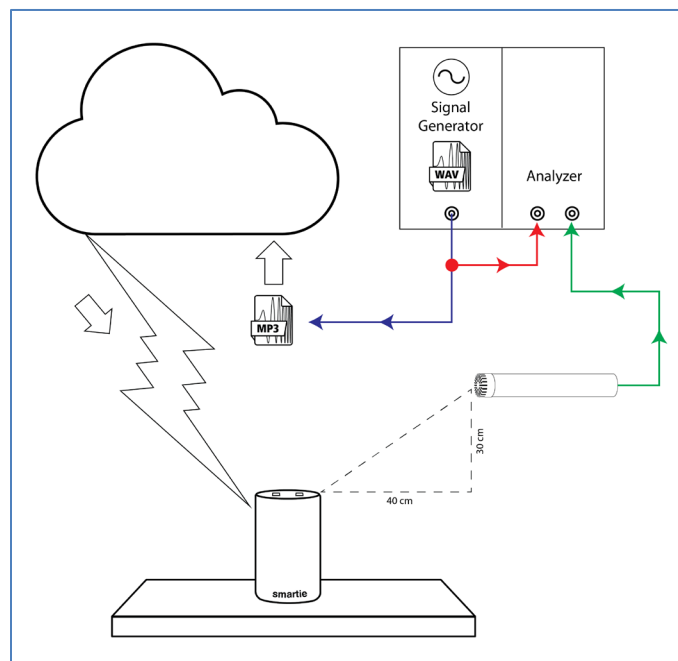 Signal
Generator
WAV
Analyzer
MP3
30 cm
40 cm
smartie